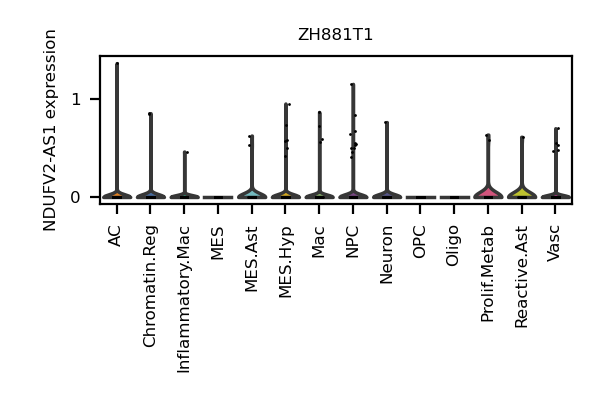 ZH881T1
NDUFV2-AS1 expression
1
0
AC
Chromatin.Reg
Inflammatory.Mac
MES
MES.Ast
MES.Hyp
Mac
NPC
Neuron
OPC
Oligo
Prolif.Metab
Reactive.Ast
Vasc